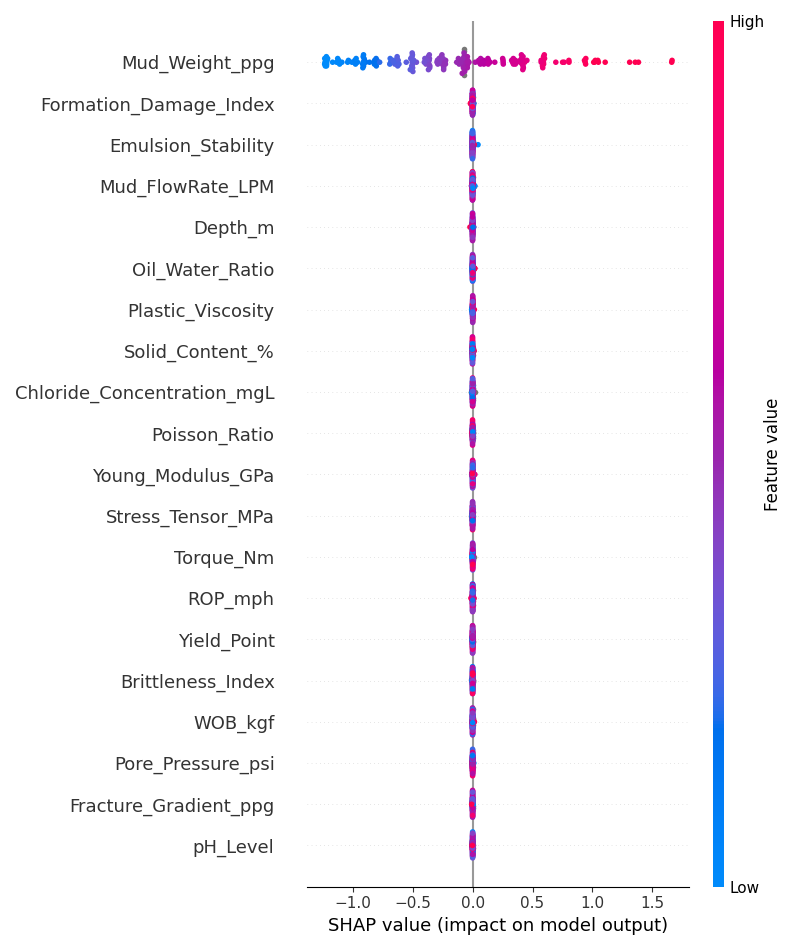 High
Mud_Weight_ppg
Formation_Damage_Index
Emulsion_Stability
Mud_FlowRate_LPM
Depth_m
Oil_Water_Ratio
Plastic_Viscosity
Solid_Content_%
Chloride_Concentration_mgL
Poisson_Ratio
Young_Modulus_GPa
Stress_Tensor_MPa
Torque_Nm
ROP_mph
Yield_Point
Brittleness_Index
WOB_kgf
Pore_Pressure_psi
Fracture_Gradient_ppg
pH_Level
Feature value
Low
−1.0 −0.5 0.0 0.5 1.0 1.5
SHAP value (impact on model output)